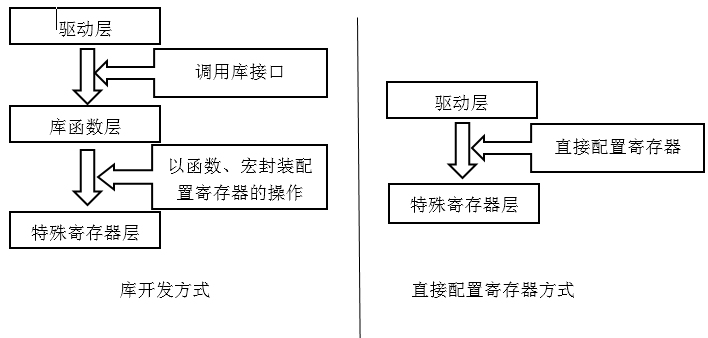 驱动层
调用库接口
库函数层
以函数、宏封装配
置寄存器的操作
特殊寄存器层
库开发方式
驱动层
直接配置寄存器
特殊寄存器层
直接配置寄存器方式